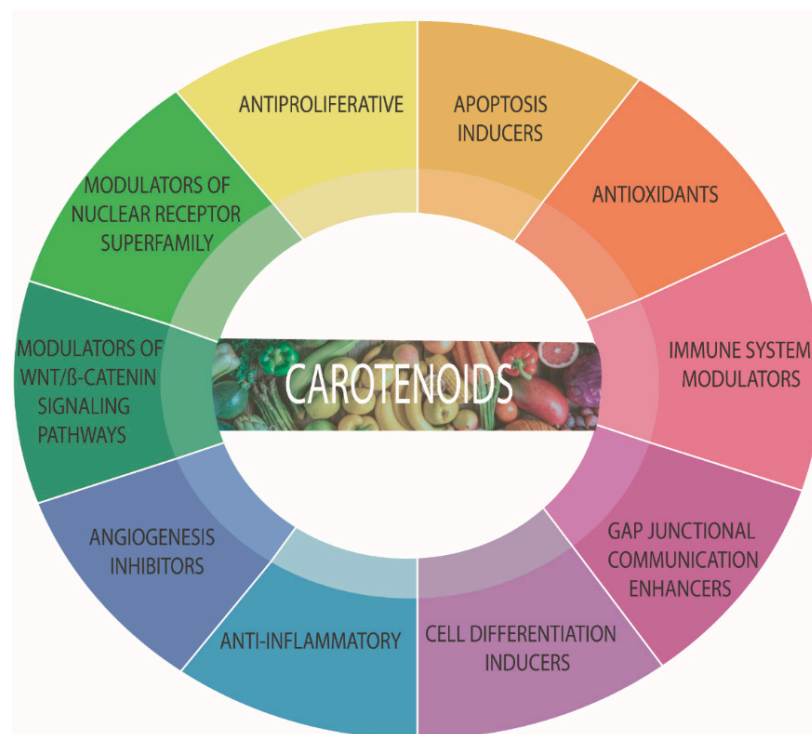 ANTIPROLIFERATIVE
APOPTOSIS
INDUCERS
ANTIOXIDANTS
IMMUNE SYSTEM
MODULATORS
GAP JUNCTIONAL
COMMUNICATION
ENHANCERS
CELL DIFFERENTIATION
INDUCERS
ANTI-INFLAMMATORY
ANGIOGENESIS
INHIBITORS
MODULATORS OF
WNT/ß-CATENIN
SIGNALING
PATHWAYS
MODULATORS OF
NUCLEAR RECEPTOR
SUPERFAMILY
CAROTENOIDS